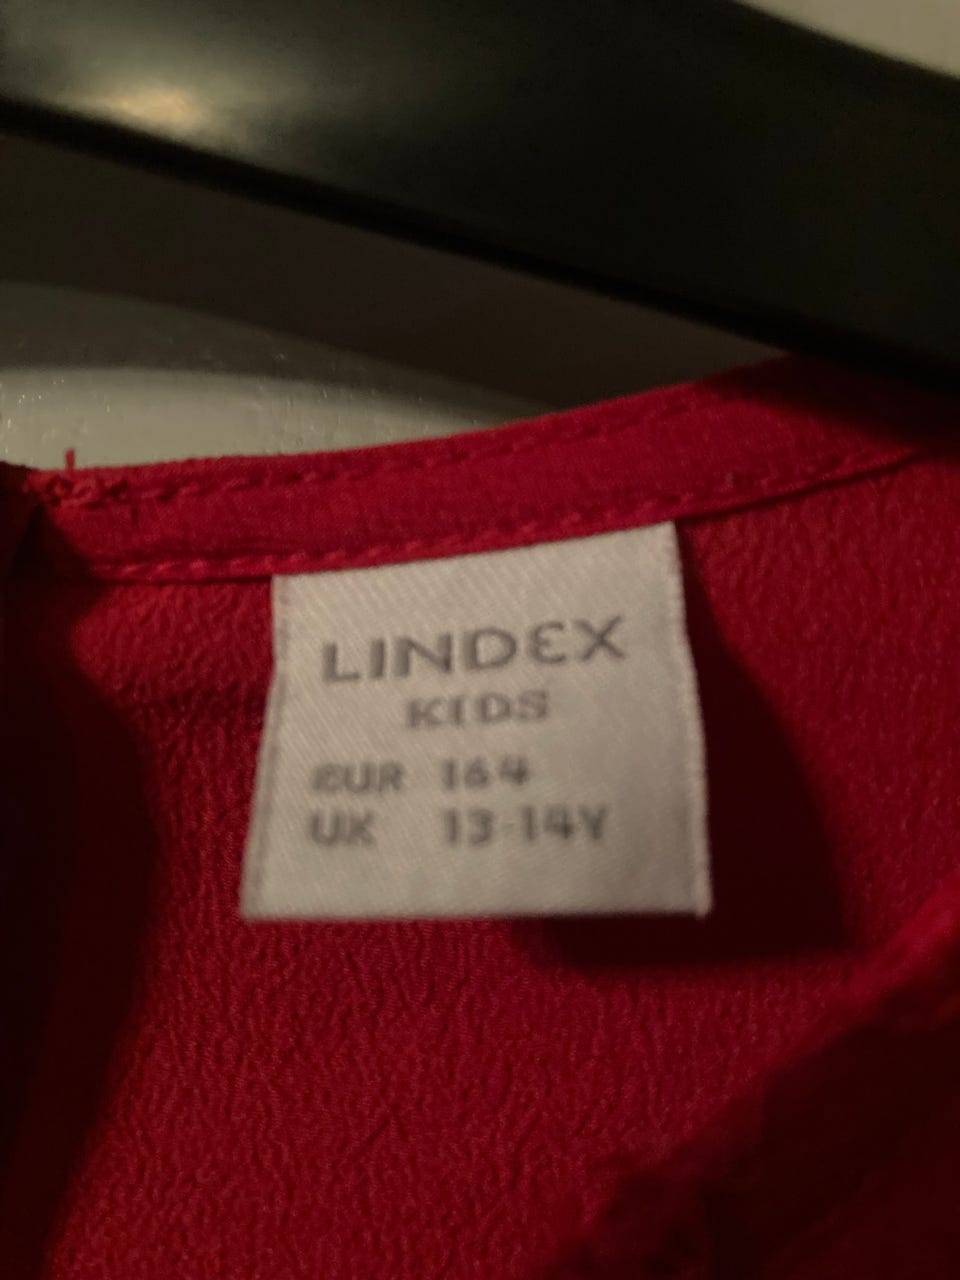 LINDEX
KIDS
EUR 164
UK 13-14Y